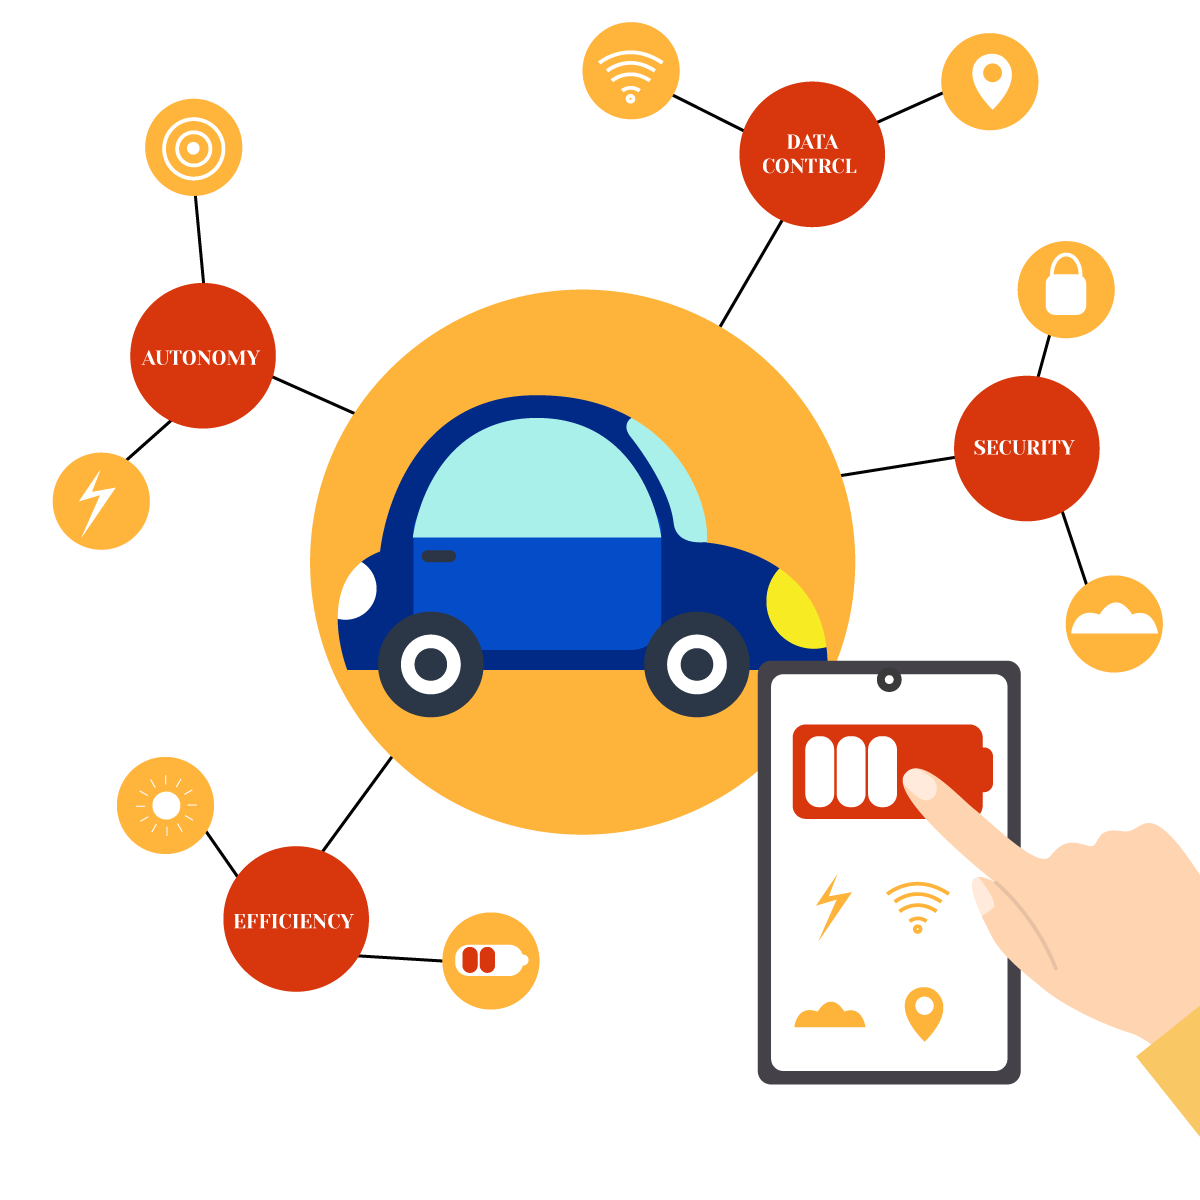 DATA
CONTRCL
AUTONOMY
SECURITY
EFFICIENCY